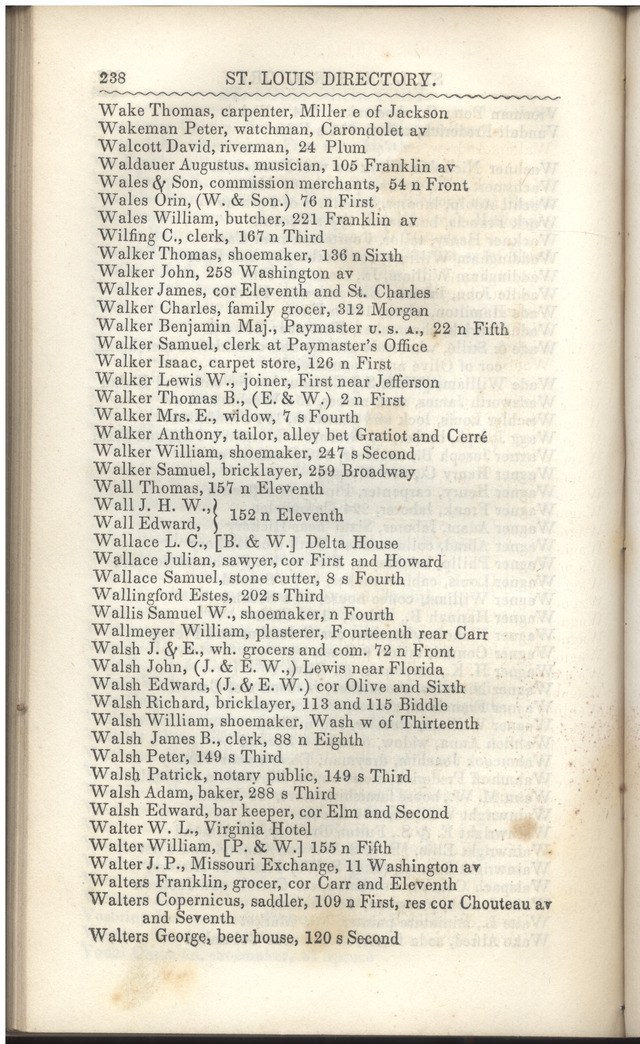 238 ST. LOUIS DIRECTORY.
Wake Thomas, carpenter, Miller e of Jackson
Wakeman Peter, watchman, Carondolet av
Walcott David, riverman, 24 Plum
Waldauer Augustus. musician, 105 Franklin av
Wales & Son, commission merchants, 54 n Front
Wales Orin, (W. & Son.) 76 n First
Wales William, butcher, 221 Franklin av
Wilfing C., clerk, 167 n Third
Walker Thomas, shoemaker, 136 n Sixth
Walker John, 258 Washington av
Walker James, cor Eleventh and St. Charles
Walker Charles, family grocer, 312 Morgan
Walker Benjamin Maj., Paymaster U. S. A., 22 n Fifth
Walker Samuel, clerk at Paymaster's Office
Walker Isaac, carpet store, 126 n First
Walker Lewis W., joiner, First near Jefferson
Walker Thomas B., (E. & W.) 2 n First
Walker Mrs. E., widow, 7 s Fourth
Walker Anthony, tailor, alley bet Gratiot and Cerré
Walker William, shoemaker, 247 s Second
Walker Samuel, bricklayer, 259 Broadway
Wall Thomas, 157 n Eleventh
Wall J. H. W., }
Wall Edward, } 152 n Eleventh
Wallace L. C., [B. & W.] Delta House
Wallace Julian, sawyer, cor First and Howard
Wallace Samuel, stone cutter, 8 s Fourth
Wallingford Estes, 202 s Third
Wallis Samuel W., shoemaker, n Fourth
Wallmeyer William, plasterer, Fourteenth rear Carr
Walsh J. & E., wh. grocers and com. 72 n Front
Walsh John, (J. & E. W.,) Lewis near Florida
Walsh Edward, (J. & E. W.) cor Olive and Sixth
Walsh Richard, bricklayer, 113 and 115 Biddle
Walsh William, shoemaker, Wash w of Thirteenth
Walsh James B., clerk, 88 n Eighth
Walsh Peter, 149 s Third
Walsh Patrick, notary public, 149 s Third
Walsh Adam, baker, 288 s Third
Walsh Edward, bar keeper, cor Elm and Second
Walter W. L., Virginia Hotel
Walter William, [P. & W.] 155 n Fifth
Walter J. P., Missouri Exchange, 11 Washington av
Walters Franklin, grocer, cor Carr and Eleventh
Walters Copernicus, saddler, 109 n First, res cor Chouteau av
and Seventh
Walters George, beer house, 120 s Second